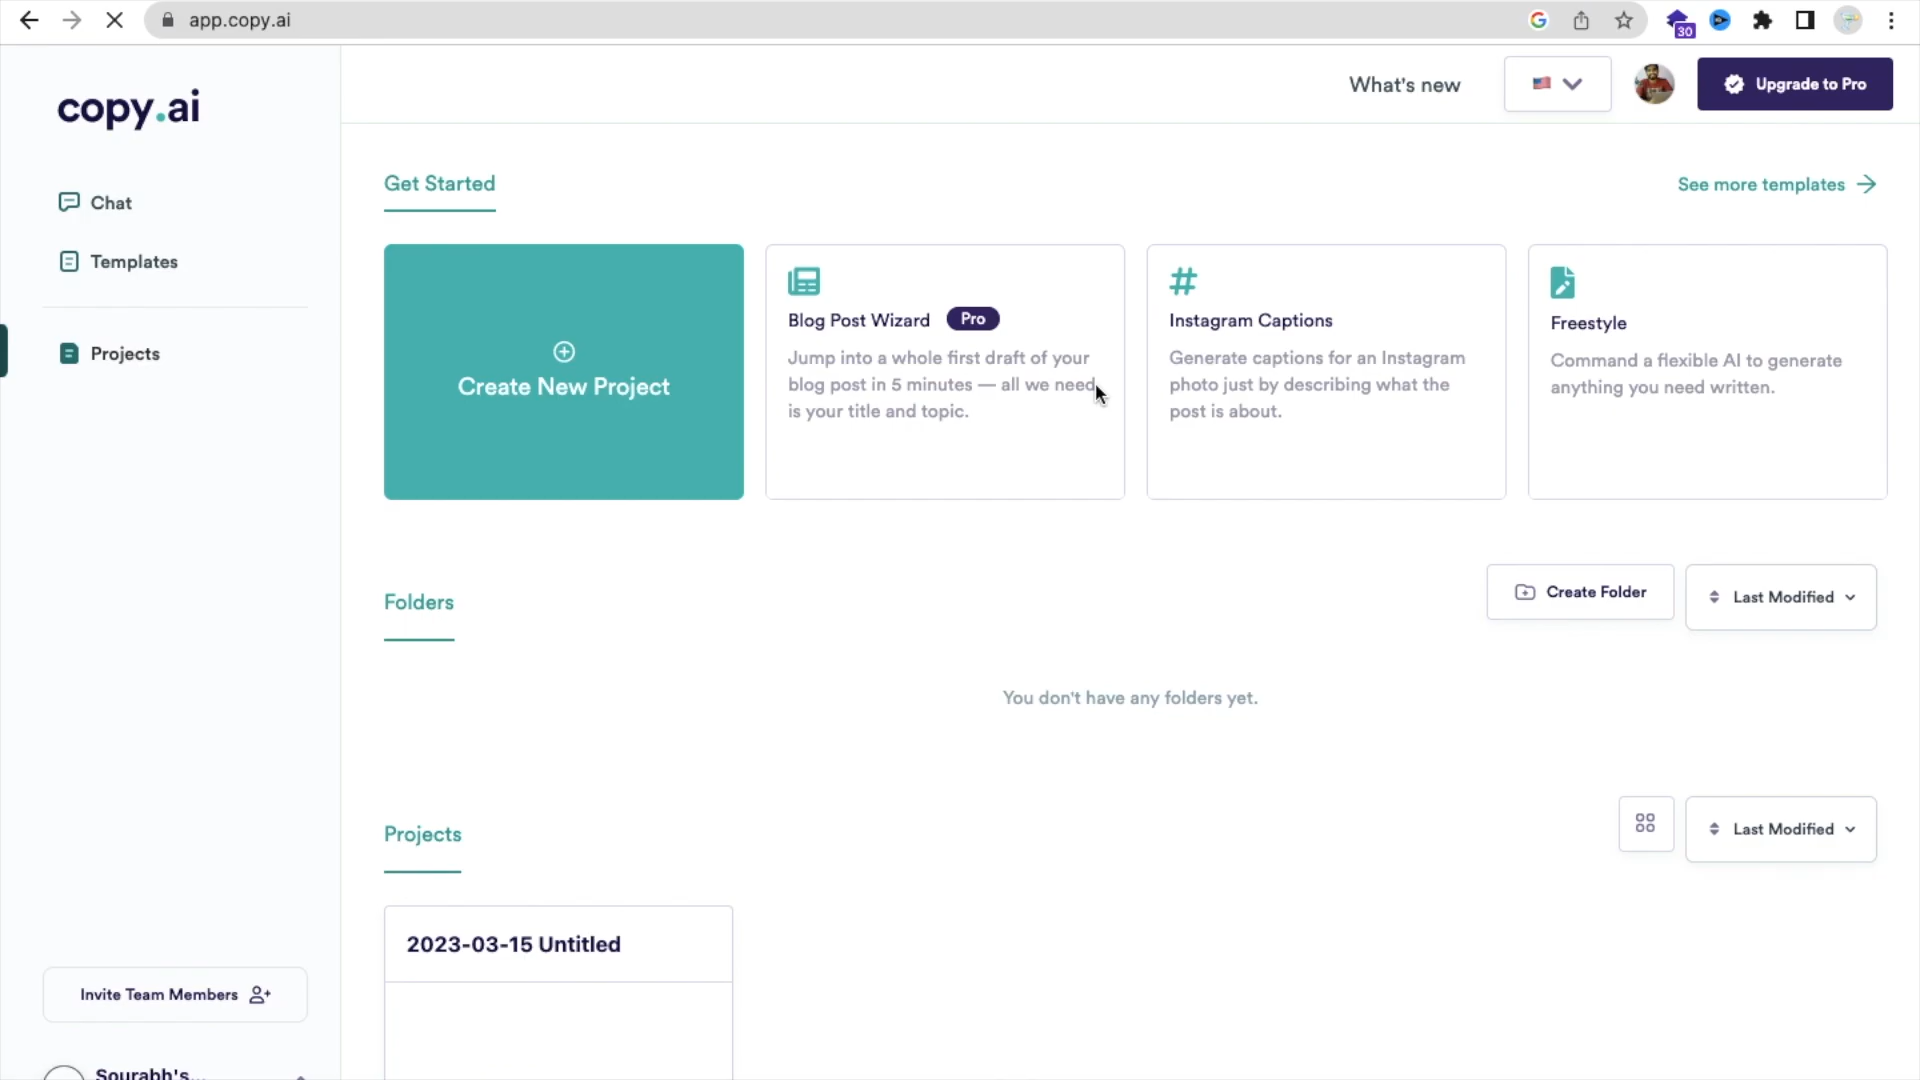 app.copy.ai
30
copy.ai
What's new
Upgrade to Pro
Chat
Templates
Projects
Get Started
See more templates
Create New Project
Blog Post Wizard
Pro
Jump into a whole first draft of your
blog post in 5 minutes — all we need
is your title and topic.
Instagram Captions
Generate captions for an Instagram
photo just by describing what the
post is about.
Freestyle
Command a flexible AI to generate
anything you need written.
Folders
Create Folder
Last Modified
You don't have any folders yet.
Projects
Last Modified
2023-03-15 Untitled
Invite Team Members
Sourabh's...